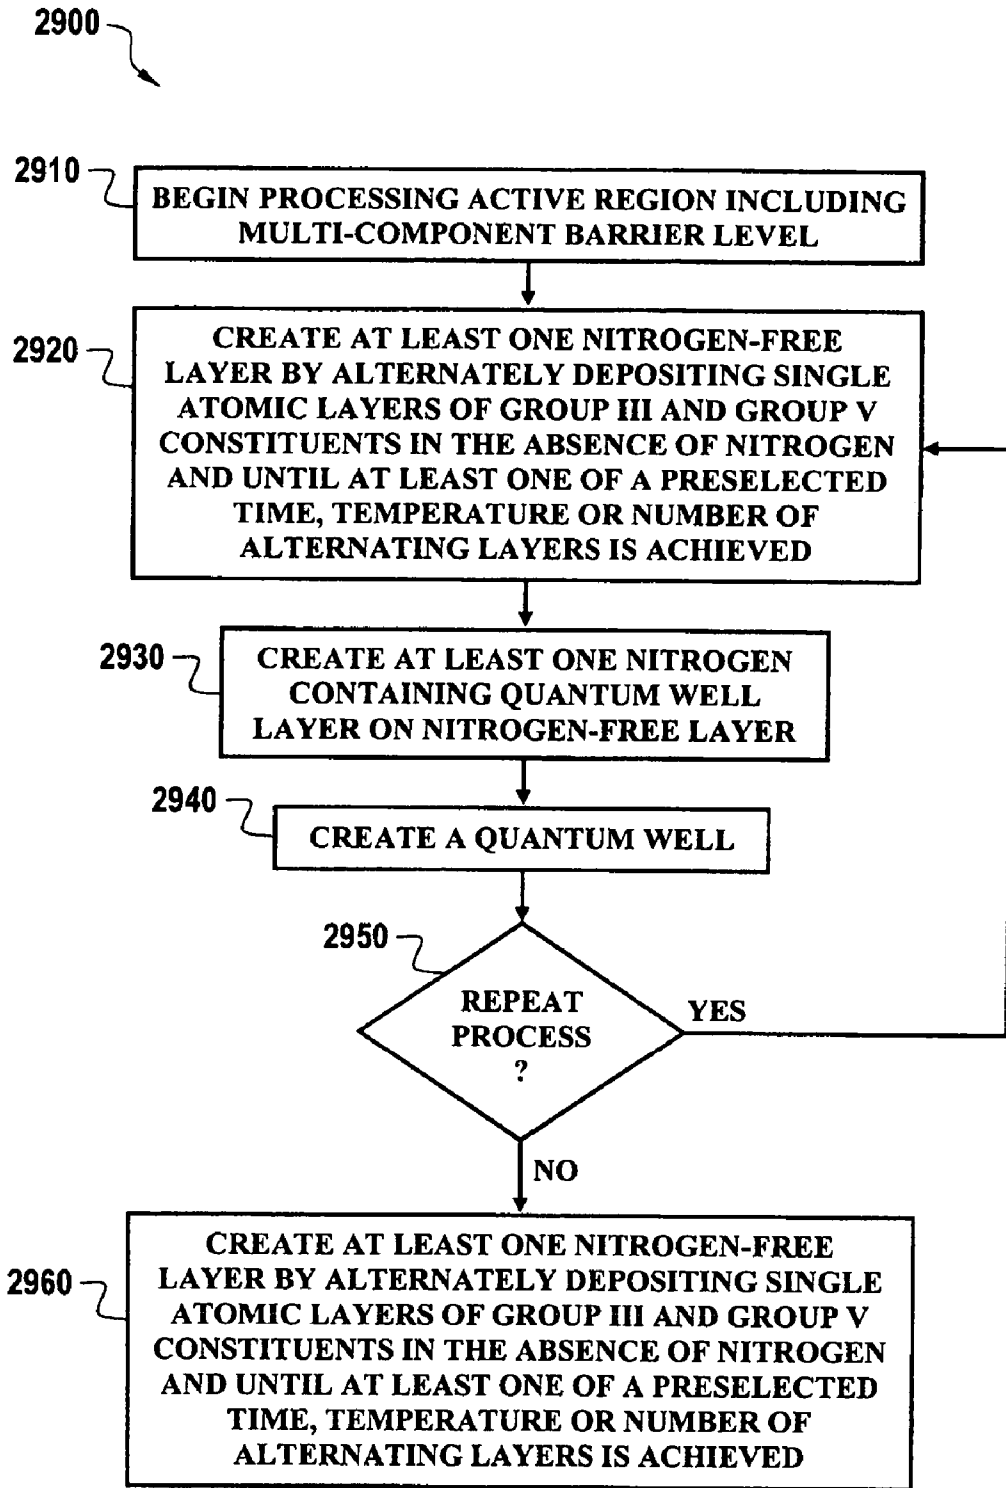 2900
2910
BEGIN PROCESSING ACTIVE REGION INCLUDING
MULTI-COMPONENT BARRIER LEVEL
2920
CREATE AT LEAST ONE NITROGEN-FREE
LAYER BY ALTERNATELY DEPOSITING SINGLE
ATOMIC LAYERS OF GROUP III AND GROUP V
CONSTITUENTS IN THE ABSENCE OF NITROGEN
AND UNTIL AT LEAST ONE OF A PRESELECTED
TIME, TEMPERATURE OR NUMBER OF
ALTERNATING LAYERS IS ACHIEVED
2930
CREATE AT LEAST ONE NITROGEN
CONTAINING QUANTUM WELL
LAYER ON NITROGEN-FREE LAYER
2940
CREATE A QUANTUM WELL
2950
REPEAT
PROCESS
?
YES
NO
2960
CREATE AT LEAST ONE NITROGEN-FREE
LAYER BY ALTERNATELY DEPOSITING SINGLE
ATOMIC LAYERS OF GROUP III AND GROUP V
CONSTITUENTS IN THE ABSENCE OF NITROGEN
AND UNTIL AT LEAST ONE OF A PRESELECTED
TIME, TEMPERATURE OR NUMBER OF
ALTERNATING LAYERS IS ACHIEVED